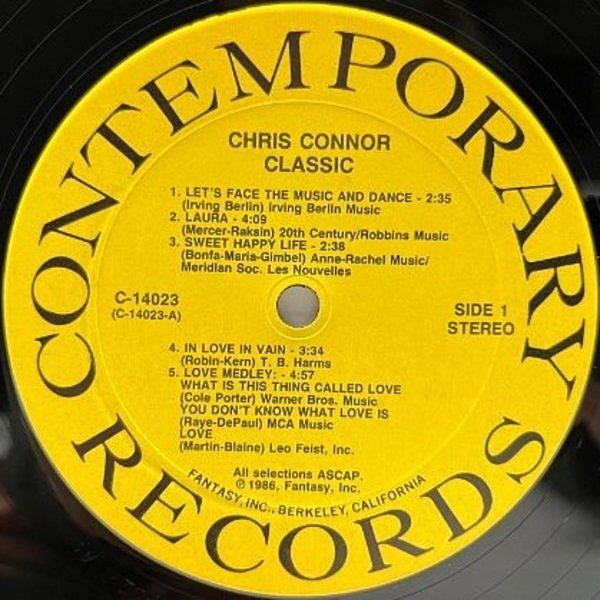 CONTEMPORARY RECORDS
CHRIS CONNOR
CLASSIC
1. LET'S FACE THE MUSIC AND DANCE - 2:35
(Irving Berlin) Irving Berlin Music
2. LAURA - 4:09
(Mercer-Raksin) 20th Century/Robbins Music
3. SWEET HAPPY LIFE - 2:38
(Bonfa-Maria-Gimbel) Anne-Rachel Music/
Meridian Soc. Les Nouvelles
C-14023
(C-14023-A)
SIDE 1
STEREO
4. IN LOVE IN VAIN - 3:34
(Robin-Kern) T. B. Harms
5. LOVE MEDLEY: - 4:57
WHAT IS THIS THING CALLED LOVE
(Cole Porter) Warner Bros. Music
YOU DON'T KNOW WHAT LOVE IS
(Raye-DePaul) MCA Music
LOVE
(Martin-Blaine) Leo Feist, Inc.
All selections ASCAP.
℗ 1986, Fantasy, Inc.
FANTASY, INC., BERKELEY, CALIFORNIA